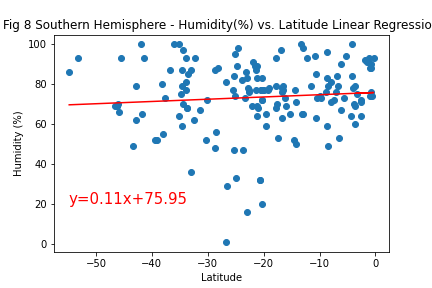 Fig 8 Southern Hemisphere - Humidity(%) vs. Latitude Linear Regressio
100
80
60
40
20
0
Humidity (%)
y=0.11x+75.95
−50 −40 −30 −20 −10 0
Latitude